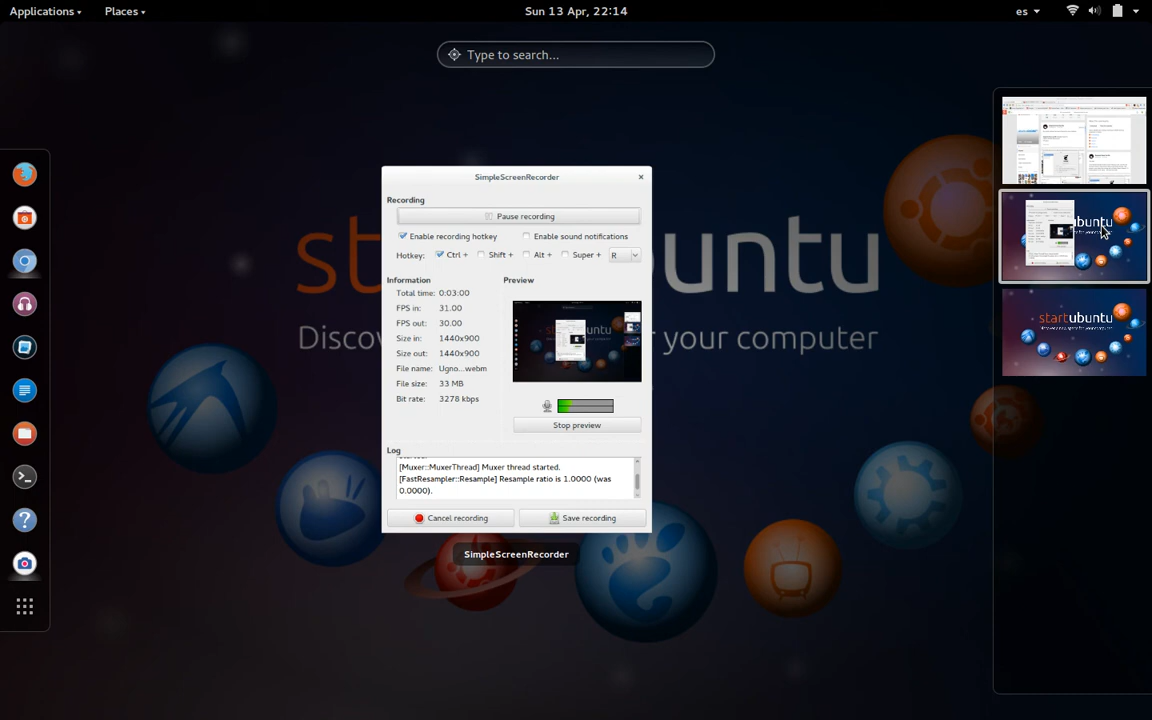 Applications Places Sun 13 Apr, 22:14 es
Type to search...
SimpleScreenRecorder
Recording
Pause recording
Enable recording hotkey Enable sound notifications
Hotkey: Ctrl + Shift + Alt + Super + R
Information Preview
Total time: 0:03:00
FPS in: 31.00
FPS out: 30.00
Size in: 1440x900
Size out: 1440x900
File name: Ugno...webm
File size: 33 MB
Bit rate: 3278 kbps
Stop preview
Log
[Muxer::MuxerThread] Muxer thread started.
[FastResampler::Resample] Resample ratio is 1.0000 (was
0.0000).
Cancel recording Save recording
SimpleScreenRecorder
st ubuntu
Disco your computer
ubuntu
startubuntu